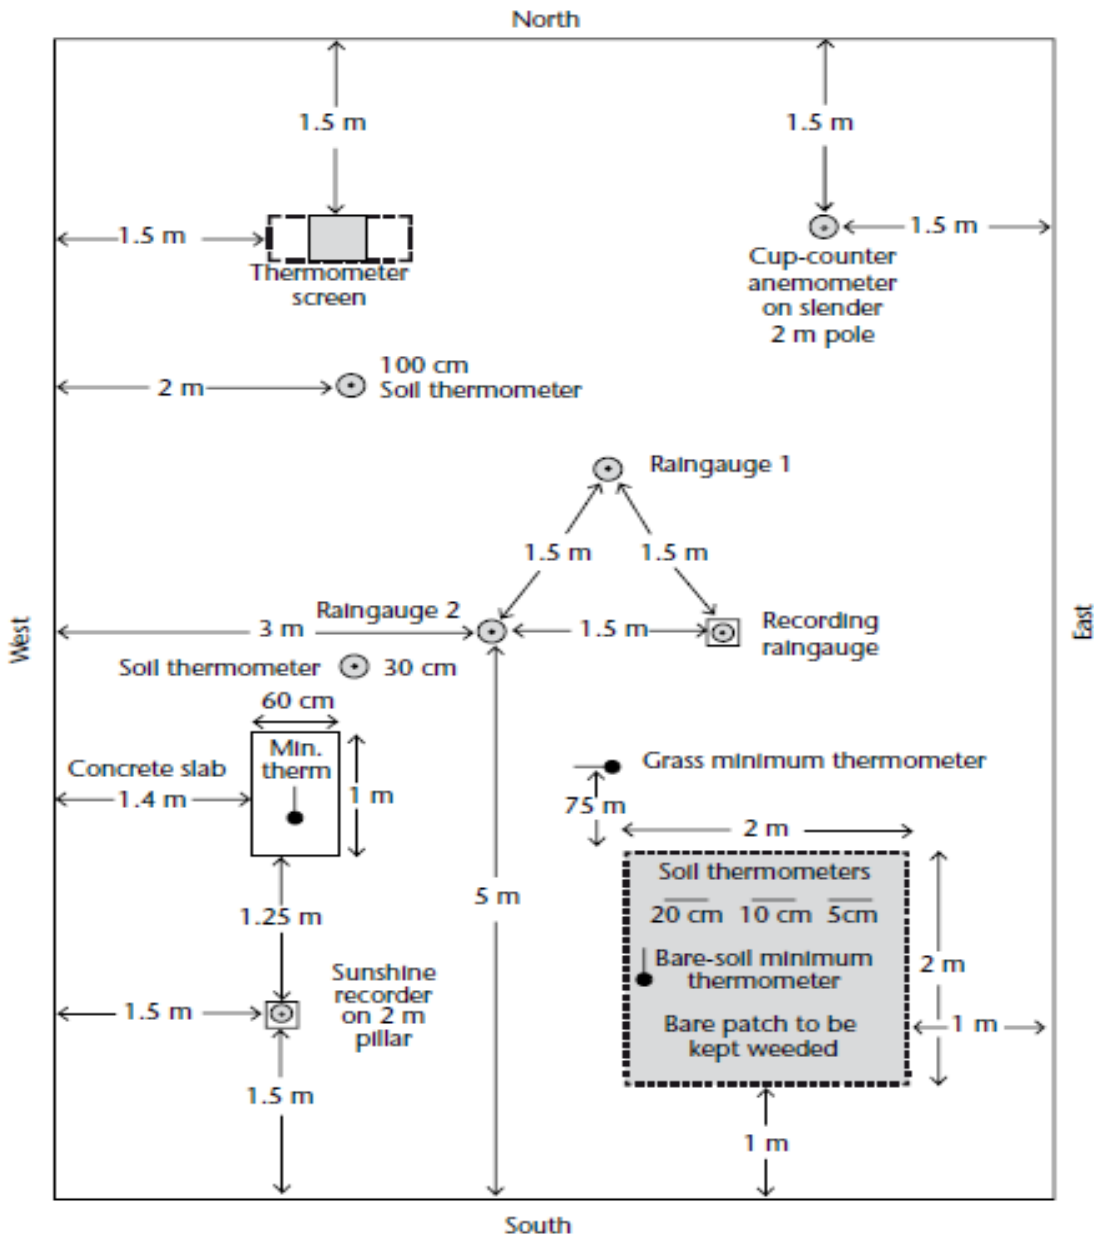 North
1.5 m
1.5 m
1.5 m
1.5 m
Thermometer
screen
Cup-counter
anemometer
on slender
2 m pole
100 cm
Soil thermometer
2 m
Raingauge 1
1.5 m
1.5 m
Raingauge 2
3 m
1.5 m
Recording
raingauge
West
East
Soil thermometer
30 cm
60 cm
Min.
therm
Concrete slab
1.4 m
1 m
Grass minimum thermometer
75 m
2 m
Soil thermometers
20 cm 10 cm 5cm
Bare-soil minimum
thermometer
2 m
Bare patch to be
kept weeded
1 m
5 m
1.25 m
Sunshine
recorder
on 2 m
pillar
1.5 m
1.5 m
1 m
South